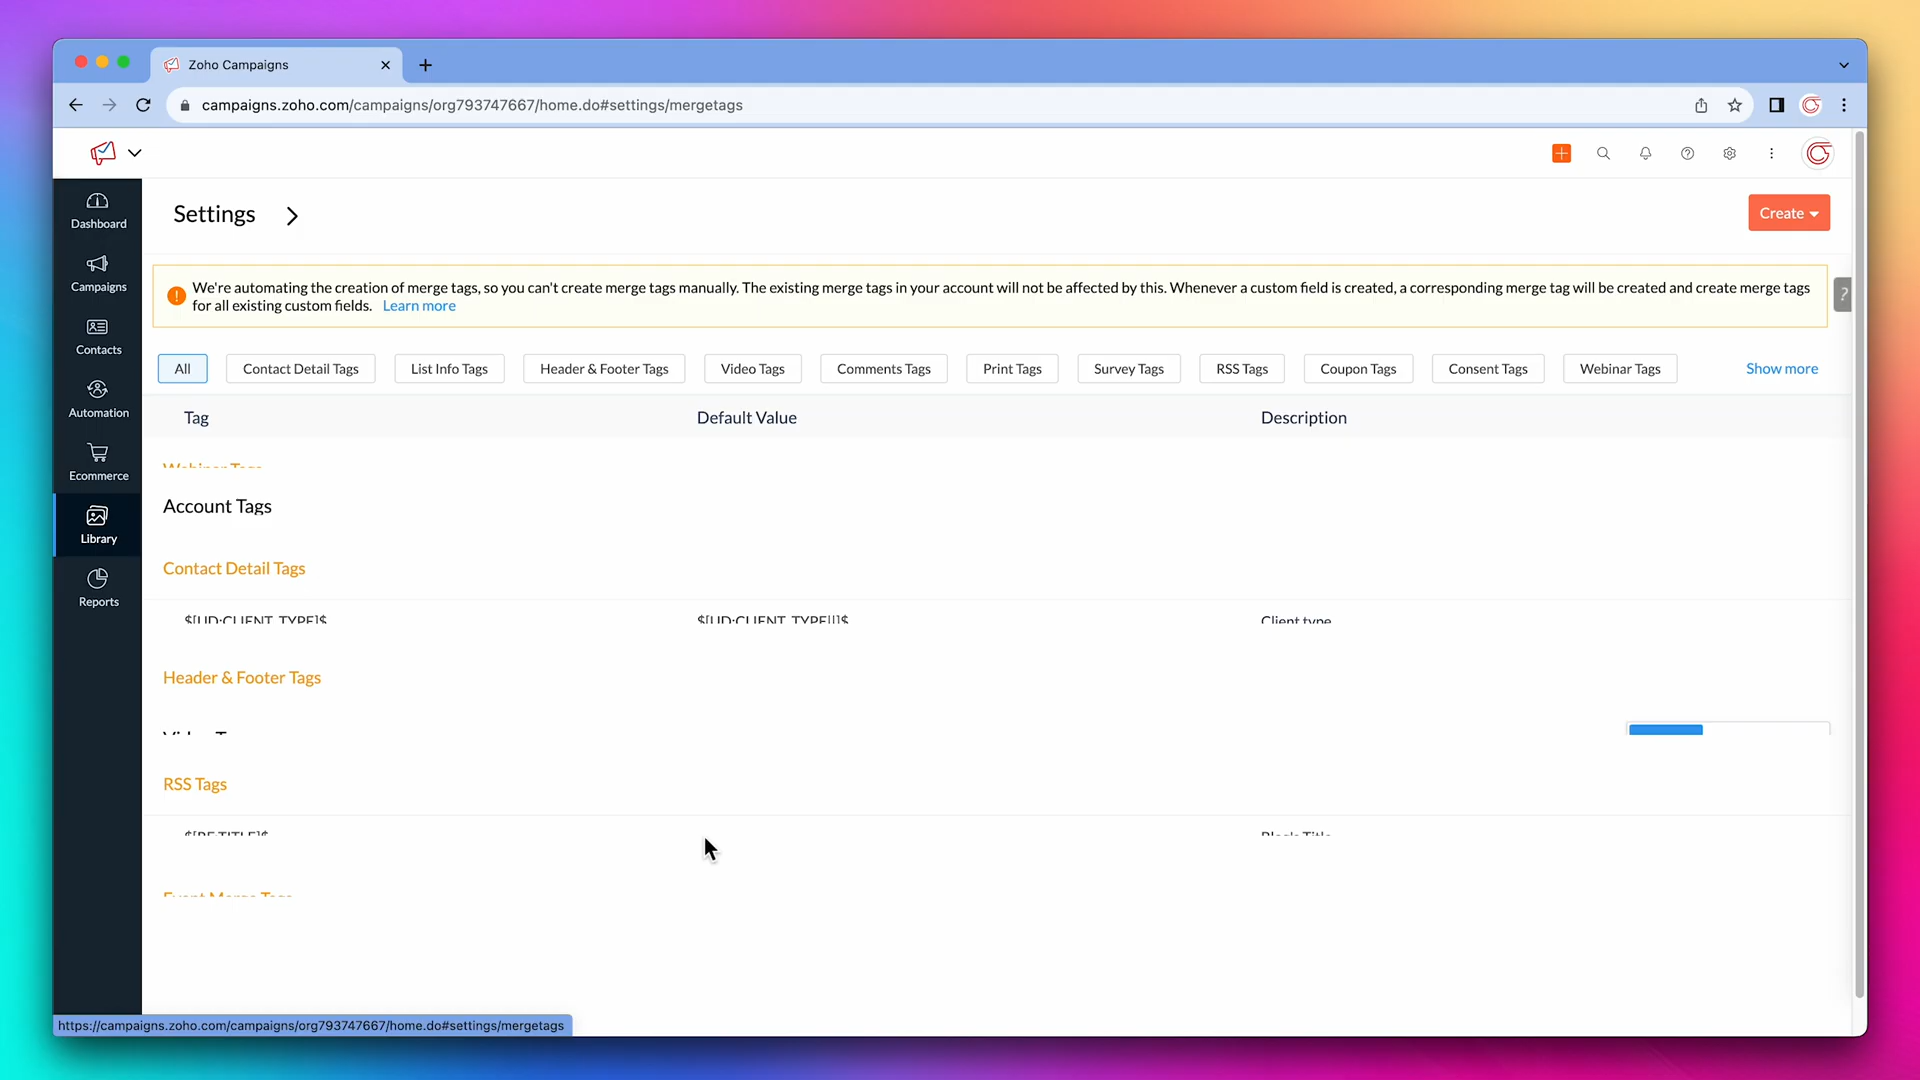 Zoho Campaigns
campaigns.zoho.com/campaigns/org793747667/home.do#settings/mergetags
Dashboard
Campaigns
Contacts
Automation
Ecommerce
Library
Reports
Settings
Create
We're automating the creation of merge tags, so you can't create merge tags manually. The existing merge tags in your account will not be affected by this. Whenever a custom field is created, a corresponding merge tag will be created and create merge tags
for all existing custom fields. Learn more
?
All Contact Detail Tags List Info Tags Header & Footer Tags Video Tags Comments Tags Print Tags Survey Tags RSS Tags Coupon Tags Consent Tags Webinar Tags Show more
Tag Default Value Description
Webinar Tags
Account Tags
Contact Detail Tags
$[UD:CLIENT_TYPE]$ $[UD:CLIENT_TYPE||]$ Client type
Header & Footer Tags
RSS Tags
Event Merge Tags
https://campaigns.zoho.com/campaigns/org793747667/home.do#settings/mergetags